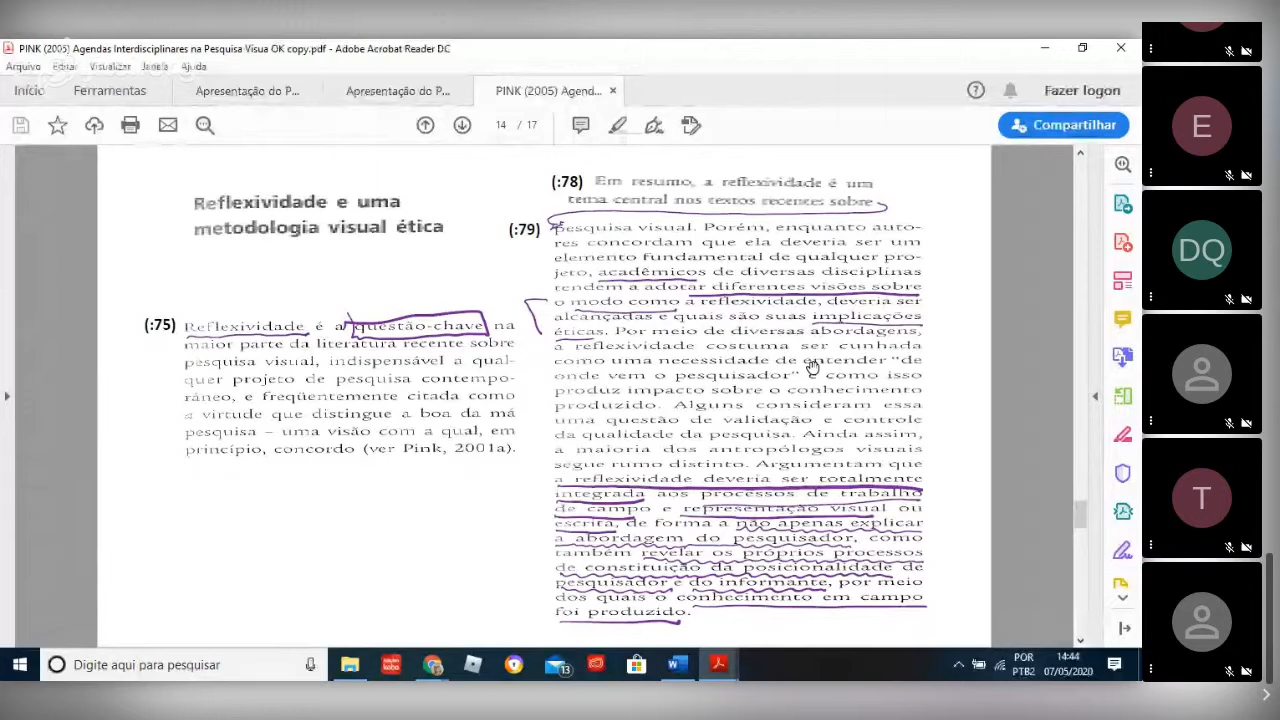 PINK (2005) Agendas Interdisciplinares na Pesquisa Visua OK copy.pdf - Adobe Acrobat Reader DC
Arquivo Editar Visualizar Janela Ajuda
Início Ferramentas Apresentação do P... Apresentação do P... PINK (2005) Agend... × Fazer logon
14 / 17 Compartilhar
Reflexividade e uma
metodologia visual ética
(:75) Reflexividade é a questão-chave na
maior parte da literatura recente sobre
pesquisa visual, indispensável a qual-
quer projeto de pesquisa contempo-
râneo, e freqüentemente citada como
a virtude que distingue a boa da má
pesquisa – uma visão com a qual, em
princípio, concordo (ver Pink, 2001a).
(:78) Em resumo, a reflexividade é um
tema central nos textos recentes sobre
(:79) pesquisa visual. Porém, enquanto auto-
res concordam que ela deveria ser um
elemento fundamental de qualquer pro-
jeto, acadêmicos de diversas disciplinas
tendem a adotar diferentes visões sobre
o modo como a reflexividade, deveria ser
alcançadas e quais são suas implicações
éticas. Por meio de diversas abordagens,
a reflexividade costuma ser cunhada
como uma necessidade de entender "de
onde vem o pesquisador" e como isso
produz impacto sobre o conhecimento
produzido. Alguns consideram essa
uma questão de validação e controle
da qualidade da pesquisa. Ainda assim,
a maioria dos antropólogos visuais
segue rumo distinto. Argumentam que
a reflexividade deveria ser totalmente
integrada aos processos de trabalho
de campo e representação visual ou
escrita, de forma a não apenas explicar
a abordagem do pesquisador, como
também revelar os próprios processos
de constituição da posicionalidade de
pesquisador e do informante, por meio
dos quais o conhecimento em campo
foi produzido.
E
DQ
T
Digite aqui para pesquisar
13
POR
PTB2
14:44
07/05/2020